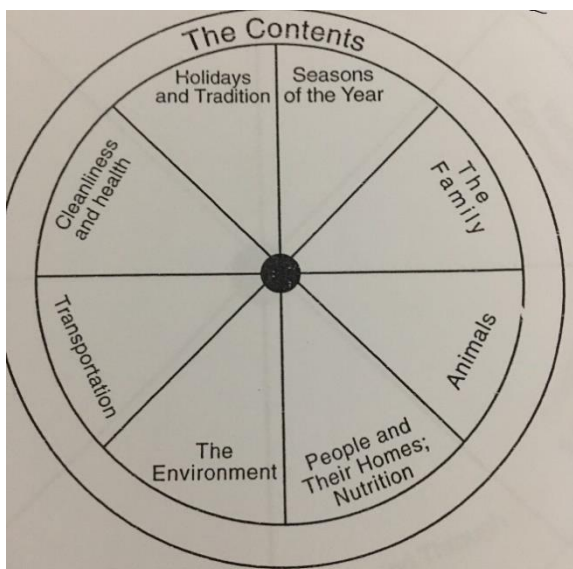 The Contents
Holidays
and Tradition
Seasons
of the Year
The
Family
Animals
People and
Their Homes;
Nutrition
The
Environment
Transportation
Cleanliness
and health